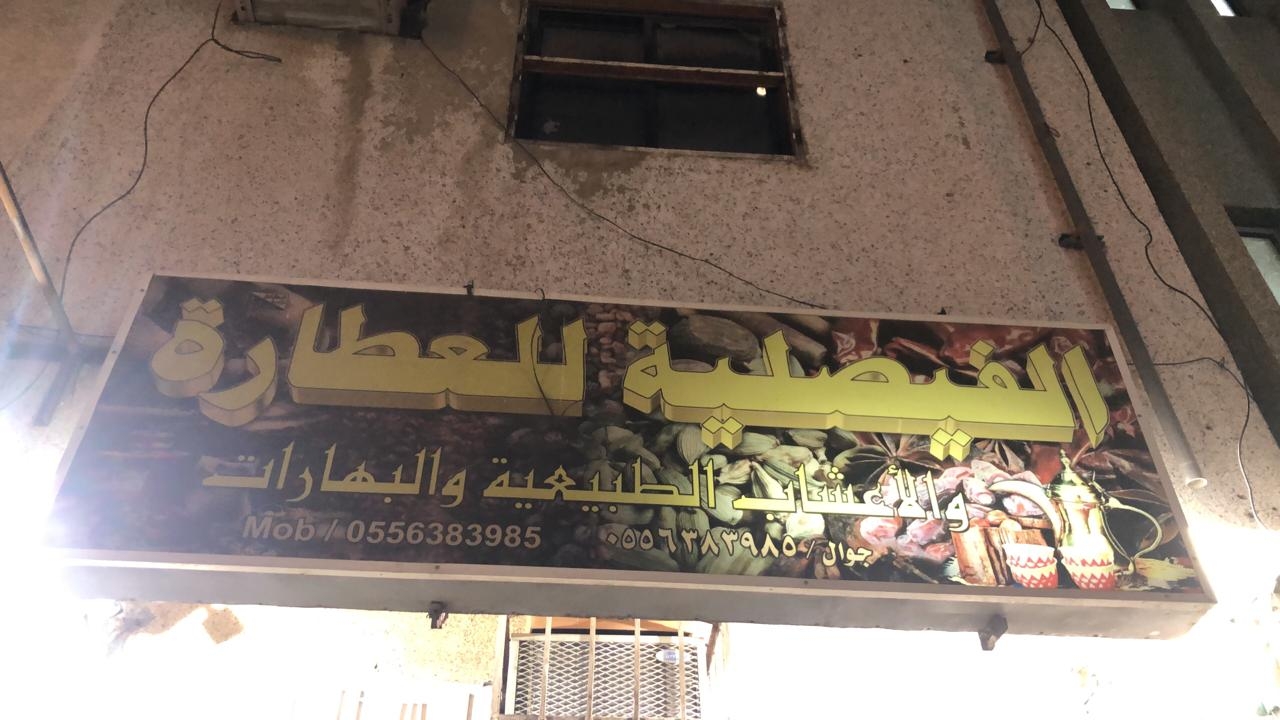 الفيصلية للعطارة
والأعشاب الطبيعية والبهارات
جوال / ٠٥٥٦٣٨٣٩٨٥ Mob / 0556383985